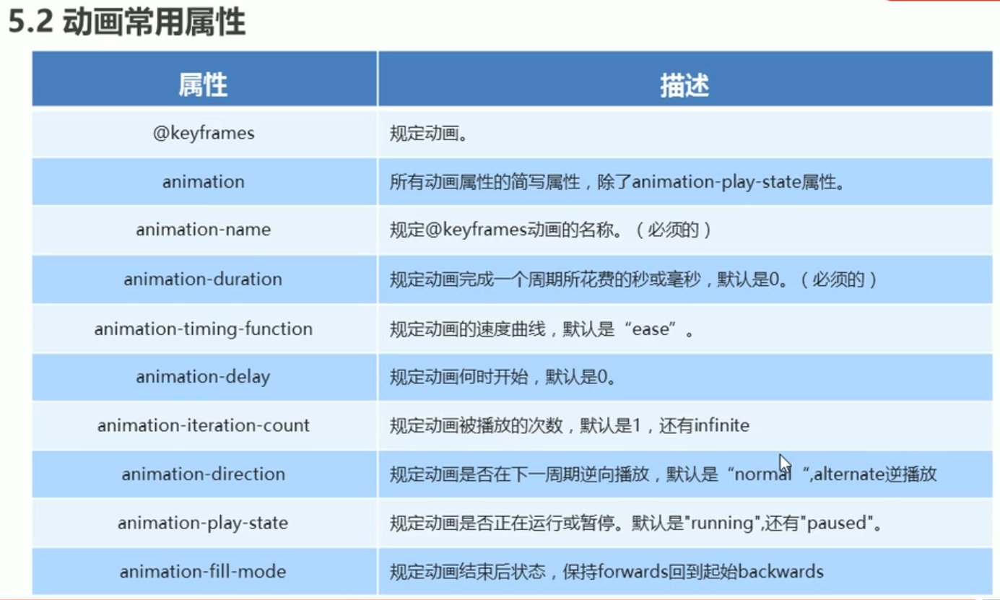 5.2 动画常用属性
属性 描述
@keyframes 规定动画。
animation 所有动画属性的简写属性，除了animation-play-state属性。
animation-name 规定@keyframes动画的名称。（必须的）
animation-duration 规定动画完成一个周期所花费的秒或毫秒，默认是0。（必须的）
animation-timing-function 规定动画的速度曲线，默认是“ease”。
animation-delay 规定动画何时开始，默认是0。
animation-iteration-count 规定动画被播放的次数，默认是1，还有infinite
animation-direction 规定动画是否在下一周期逆向播放，默认是“normal “,alternate逆播放
animation-play-state 规定动画是否正在运行或暂停。默认是"running",还有"paused"。
animation-fill-mode 规定动画结束后状态，保持forwards回到起始backwards